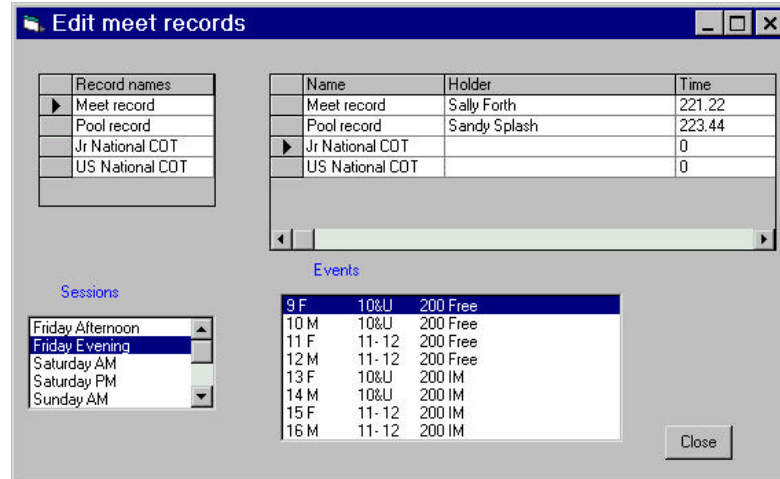 Edit meet records
Record names
Meet record
Pool record
Jr National COT
US National COT
Name Holder Time
Meet record Sally Forth 221.22
Pool record Sandy Splash 223.44
Jr National COT 0
US National COT 0
Sessions
Friday Afternoon
Friday Evening
Saturday AM
Saturday PM
Sunday AM
Events
9 F 10&U 200 Free
10 M 10&U 200 Free
11 F 11-12 200 Free
12 M 11-12 200 Free
13 F 10&U 200 IM
14 M 10&U 200 IM
15 F 11-12 200 IM
16 M 11-12 200 IM
Close